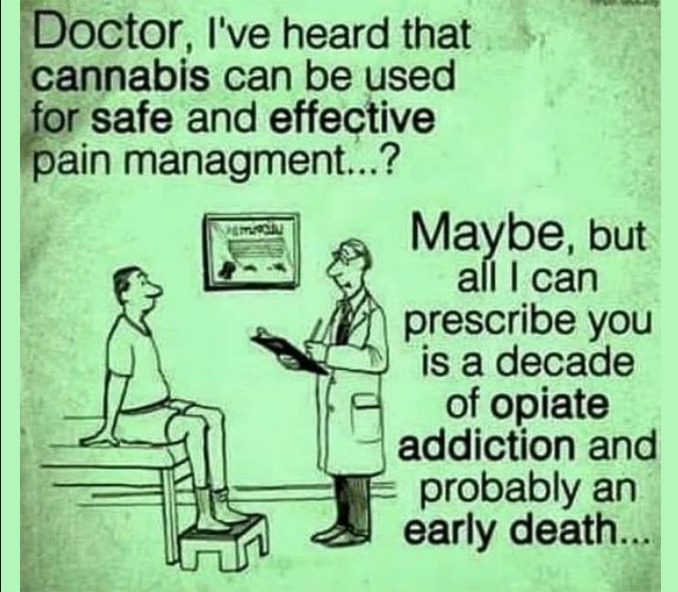 Doctor, I've heard that
cannabis can be used
for safe and effective
pain managment...?
Maybe, but
all I can
prescribe you
is a decade
of opiate
addiction and
probably an
early death...